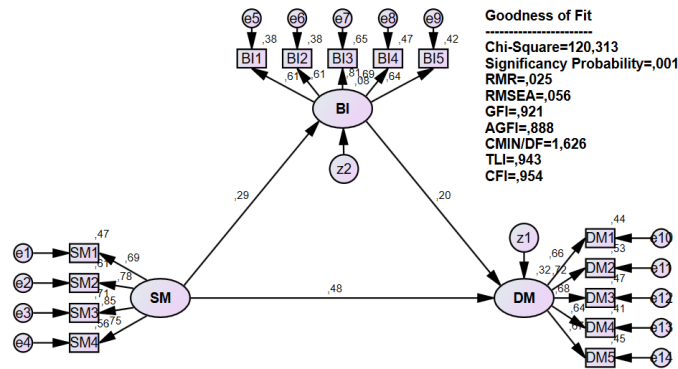 e5 e6 e7 e8 e9
,38 ,38 ,65 ,47 ,42
BI1 BI2 BI3 BI4 BI5
,61 ,61 ,81 ,69 ,64
,08
BI
z2
Goodness of Fit
------------------------
Chi-Square=120,313
Significancy Probability=,001
RMR=,025
RMSEA=,056
GFI=,921
AGFI=,888
CMIN/DF=1,626
TLI=,943
CFI=,954
,29
,20
,48
,47
e1 SM1 ,69
,61
e2 SM2 ,78
,71
e3 SM3 ,85
,56
e4 SM4 ,75
SM
z1
,32
DM
,44
,66 DM1 e10
,53
,72 DM2 e11
,47
,68 DM3 e12
,41
,64 DM4 e13
,45
,67 DM5 e14